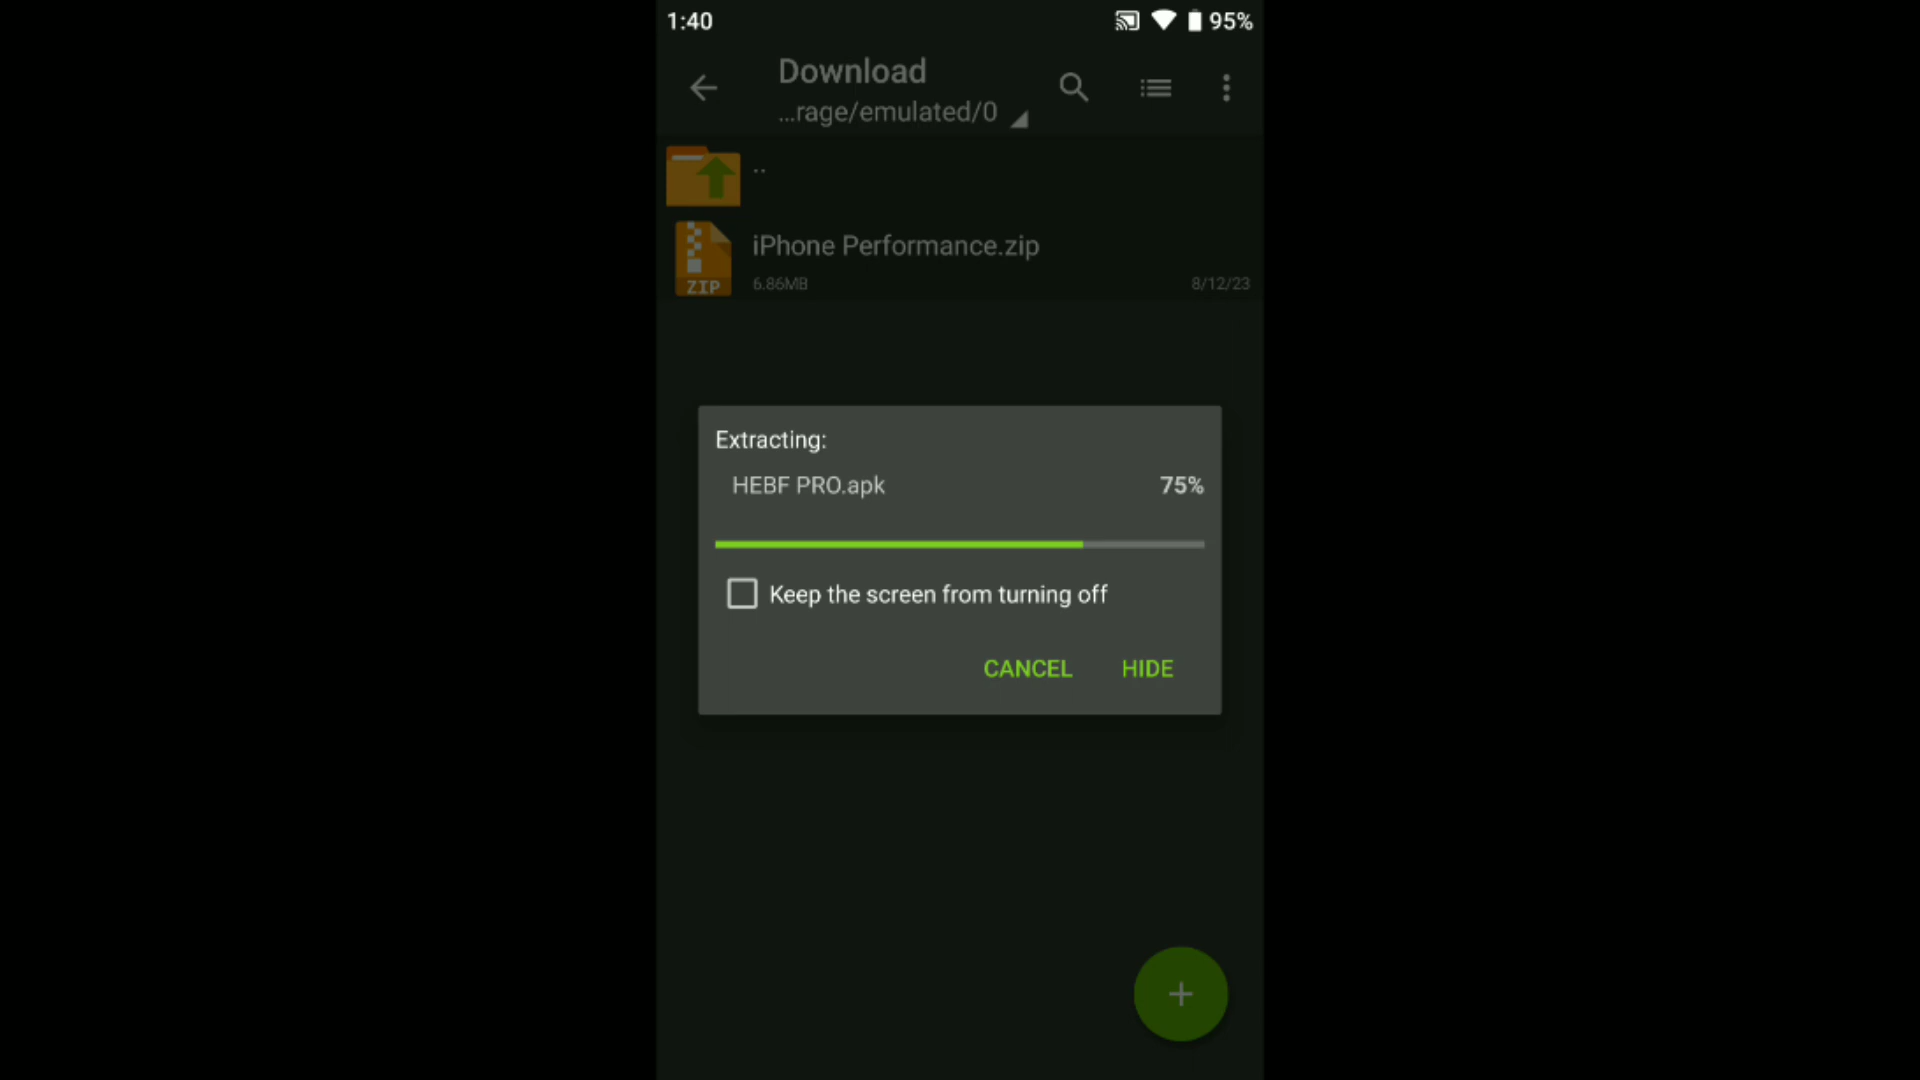 1:40
95%
Download
...rage/emulated/0
..
iPhone Performance.zip
ZIP
6.86MB
8/12/23
Extracting:
HEBF PRO.apk
75%
Keep the screen from turning off
CANCEL
HIDE
+